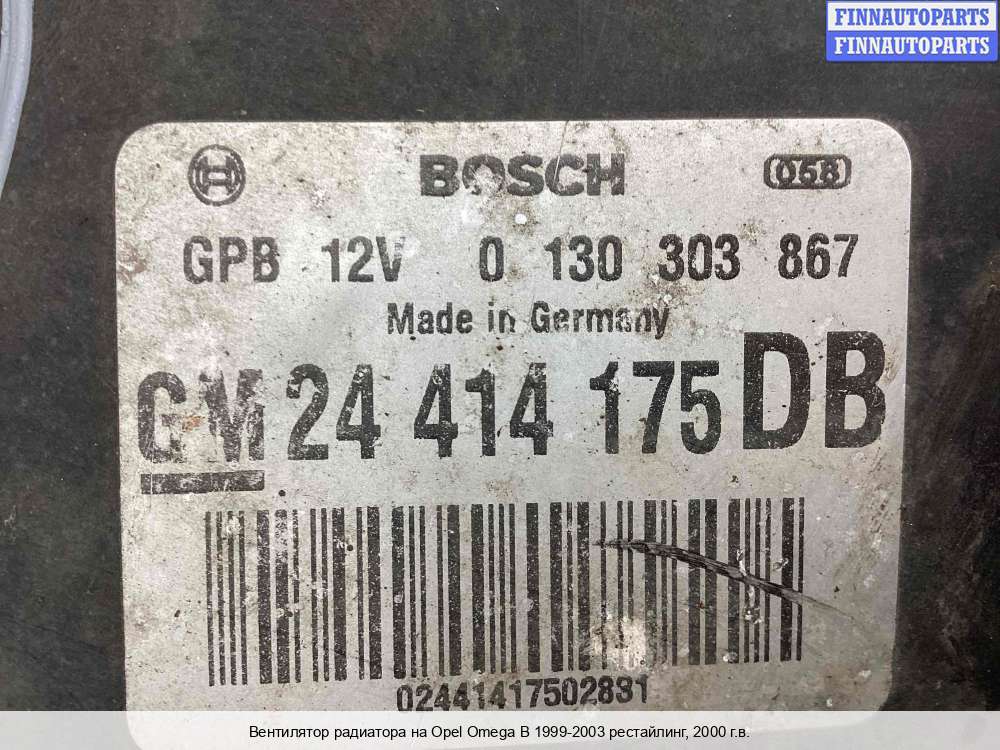 FINNAUTOPARTS
FINNAUTOPARTS
BOSCH 058
GPB 12V 0 130 303 867
Made in Germany
GM 24 414 175 DB
02441417502831
Вентилятор радиатора на Opel Omega B 1999-2003 рестайлинг, 2000 г.в.